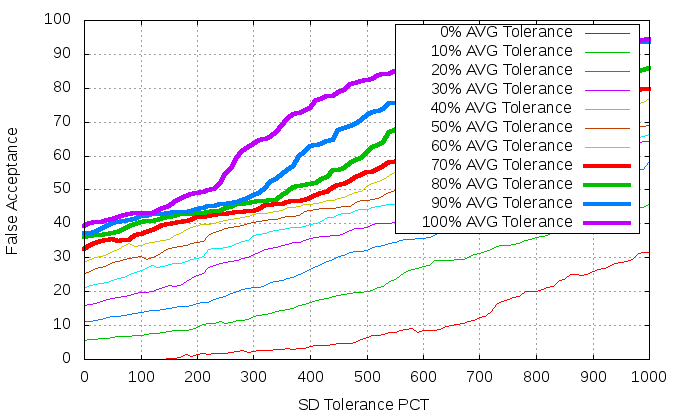 100
90
80
70
60
50
40
30
20
10
0
False Acceptance
0% AVG Tolerance
10% AVG Tolerance
20% AVG Tolerance
30% AVG Tolerance
40% AVG Tolerance
50% AVG Tolerance
60% AVG Tolerance
70% AVG Tolerance
80% AVG Tolerance
90% AVG Tolerance
100% AVG Tolerance
0 100 200 300 400 500 600 700 800 900 1000
SD Tolerance PCT